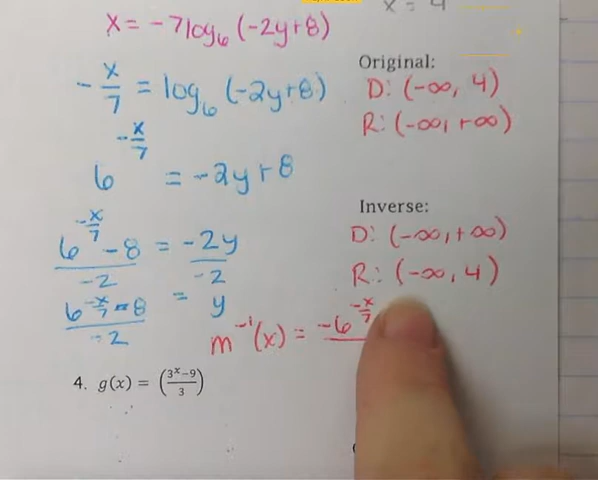 x = -7log₆(-2y+8)
x = 4
-x/7 = log₆(-2y+8)
6^(-x/7) = -2y+8
(6^(-x/7) - 8)/-2 = -2y/-2
(6^(-x/7) - 8)/-2 = y
m⁻¹(x) = -6^(-x/7)
Original:
D: (-∞, 4)
R: (-∞, +∞)
Inverse:
D: (-∞, +∞)
R: (-∞, 4)
4. g(x) = ((3^x-9)/3)